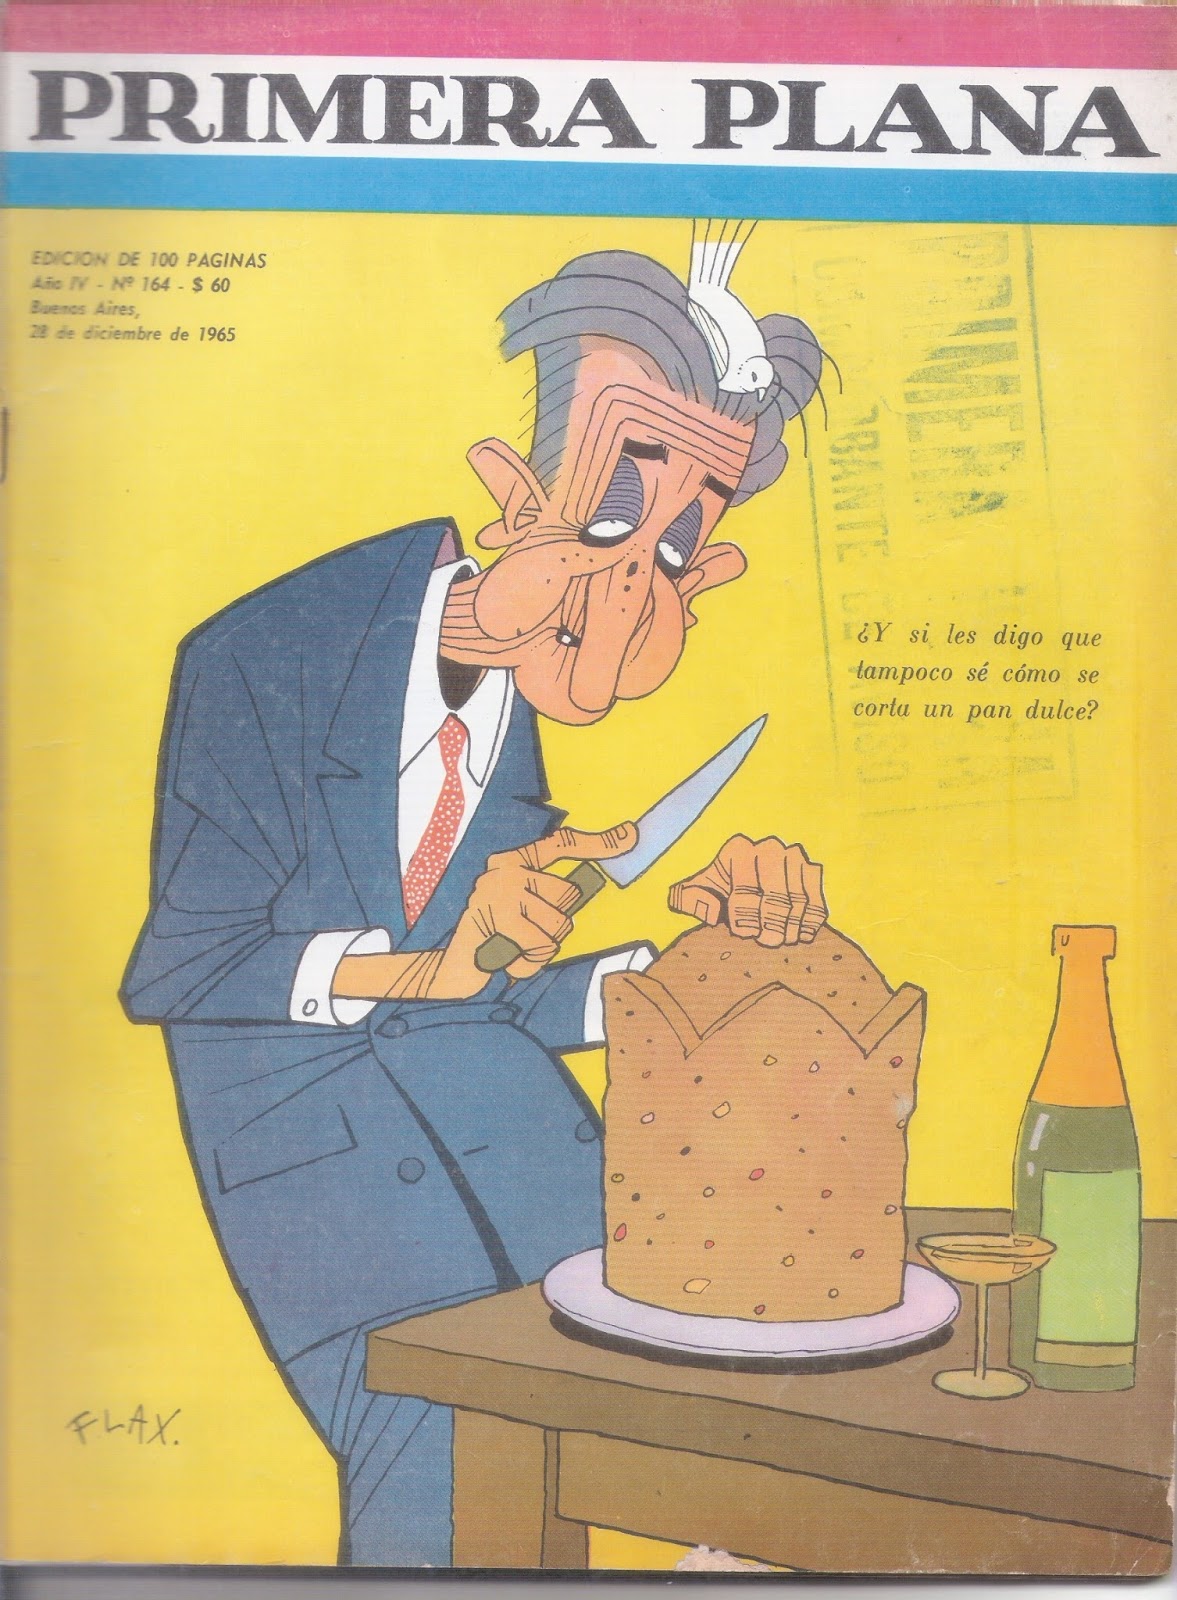 PRIMERA PLANA
EDICION DE 100 PAGINAS
Año IV - Nº 164 - $ 60
Buenos Aires,
28 de diciembre de 1965
PRIMERA
¿Y si les digo que
tampoco sé cómo se
corta un pan dulce?
FLAX.